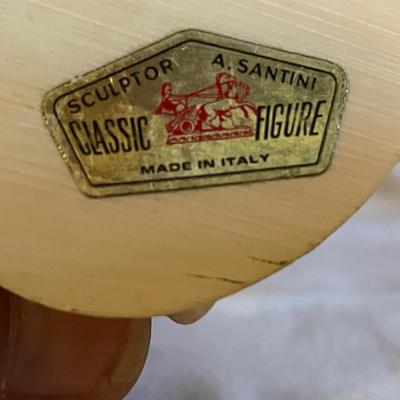 SCULPTOR A. SANTINI
CLASSIC FIGURE
MADE IN ITALY